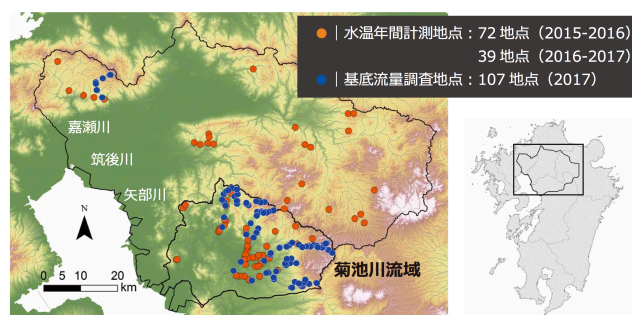 ● | 水温年間計測地点：72 地点（2015-2016）
39 地点（2016-2017）
● | 基底流量調査地点：107 地点（2017）
嘉瀬川
筑後川
矢部川
菊池川流域
N
0 5 10 20
km